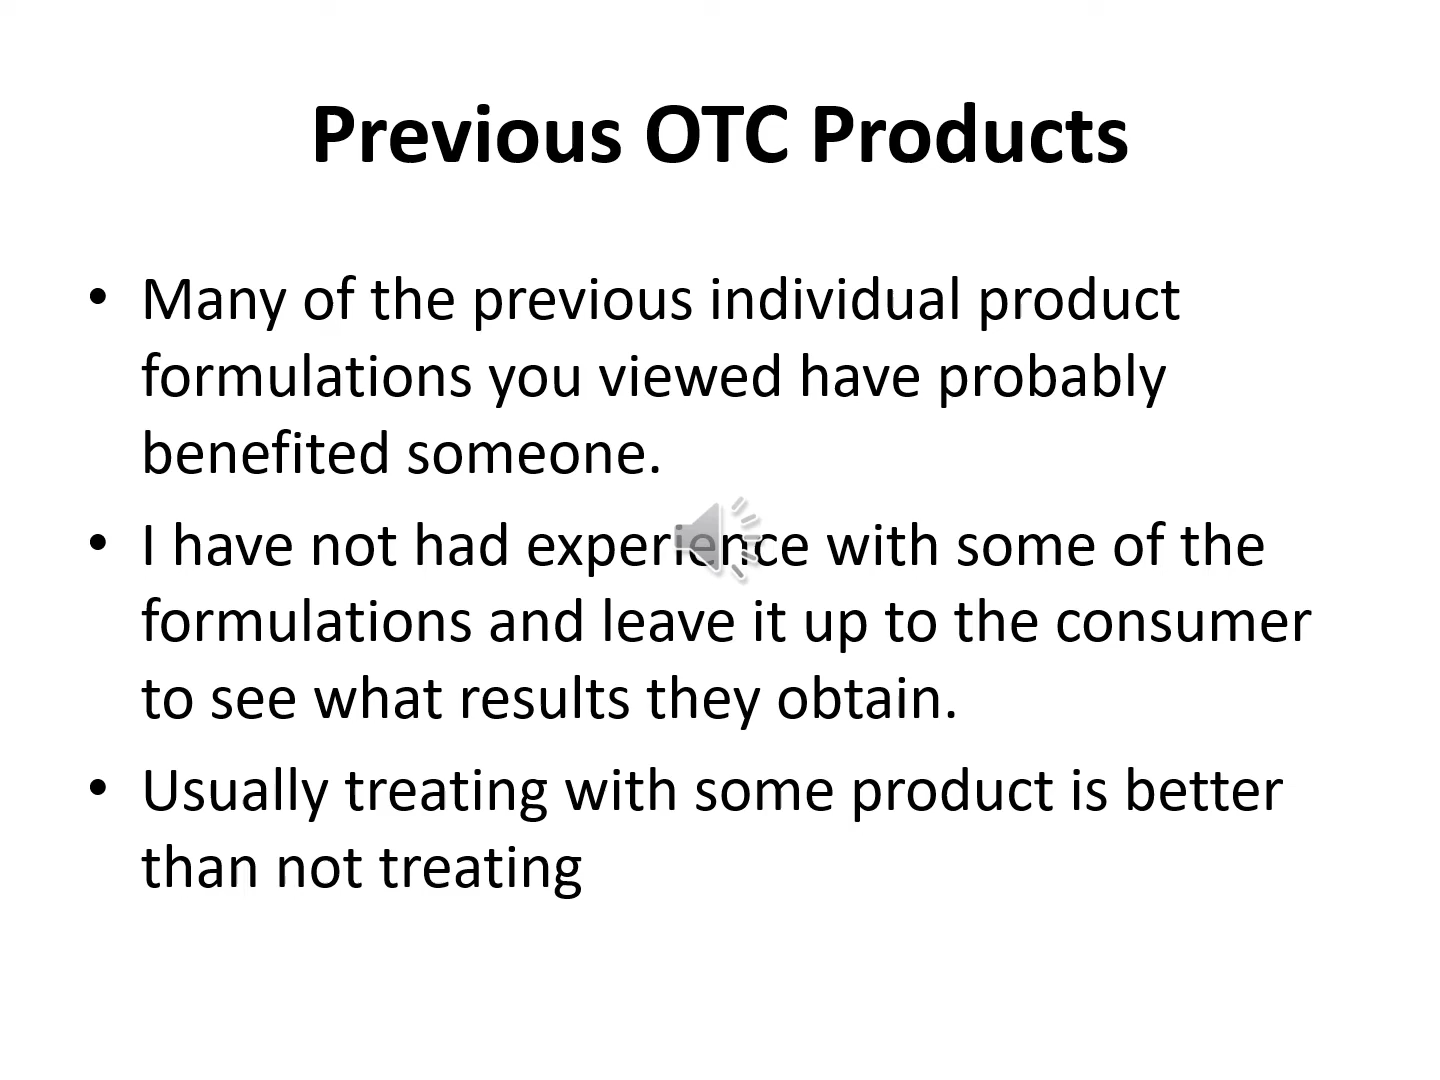 Previous OTC Products
• Many of the previous individual product
formulations you viewed have probably
benefited someone.
• I have not had experience with some of the
formulations and leave it up to the consumer
to see what results they obtain.
• Usually treating with some product is better
than not treating